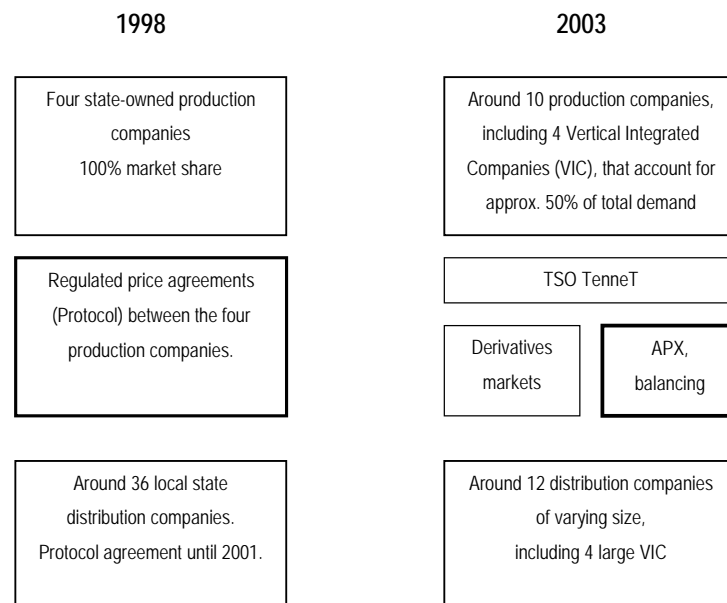 1998
2003
Four state-owned production
companies
100% market share
Around 10 production companies,
including 4 Vertical Integrated
Companies (VIC), that account for
approx. 50% of total demand
Regulated price agreements
(Protocol) between the four
production companies.
TSO TenneT
Derivatives
markets
APX,
balancing
Around 36 local state
distribution companies.
Protocol agreement until 2001.
Around 12 distribution companies
of varying size,
including 4 large VIC